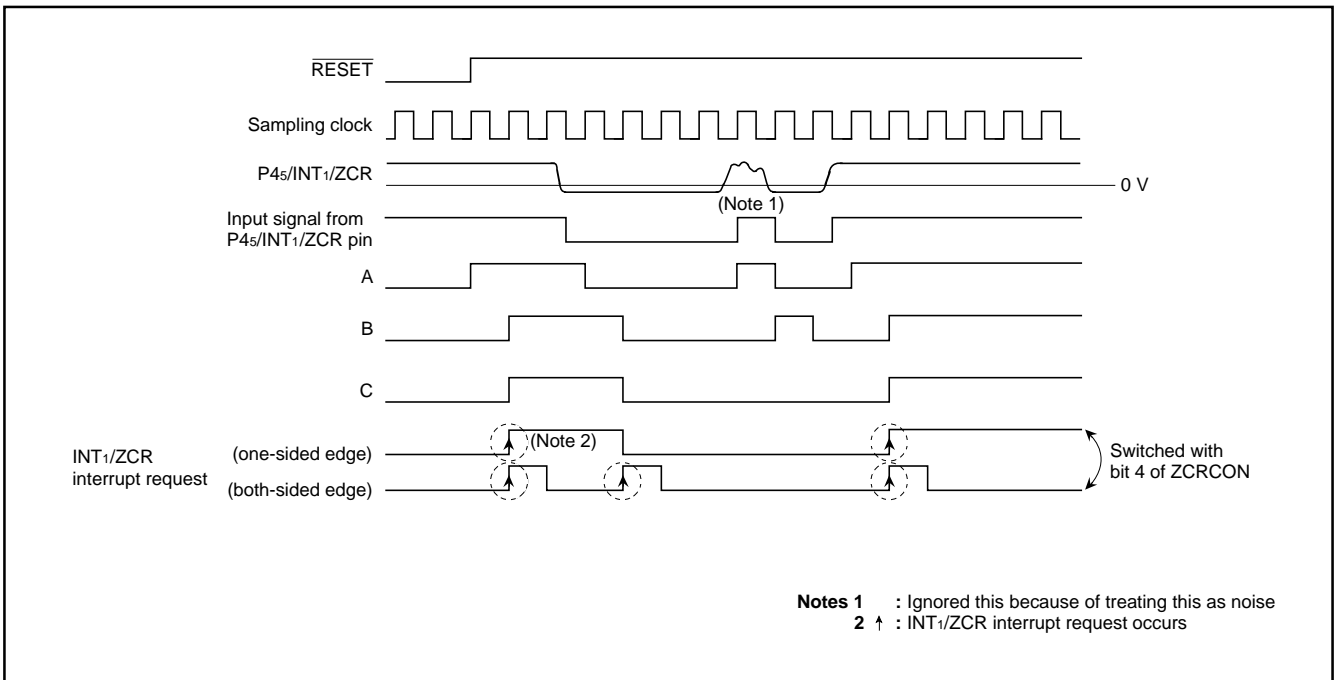 RESET
Sampling clock
P45/INT1/ZCR
0 V
(Note 1)
Input signal from
P45/INT1/ZCR pin
A
B
C
INT1/ZCR
interrupt request
(one-sided edge)
(Note 2)
(both-sided edge)
Switched with
bit 4 of ZCRCON
Notes 1 : Ignored this because of treating this as noise
2 ↑ : INT1/ZCR interrupt request occurs